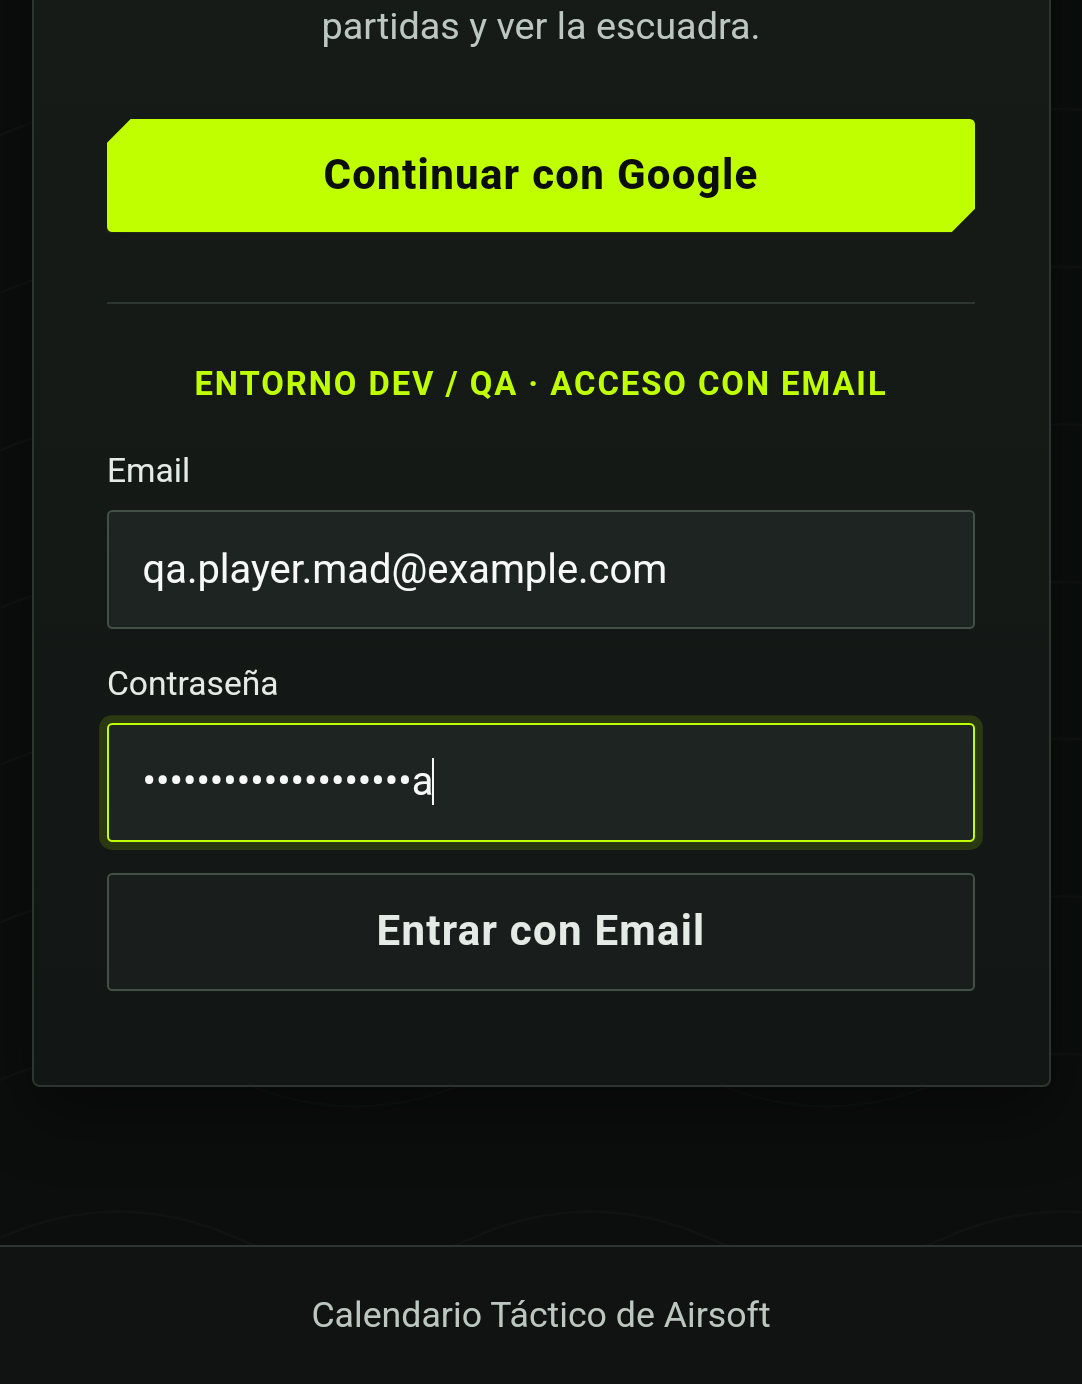 partidas y ver la escuadra.
Continuar con Google
ENTORNO DEV / QA · ACCESO CON EMAIL
Email
qa.player.mad@example.com
Contraseña
••••••••••••••••••••a
Entrar con Email
Calendario Táctico de Airsoft